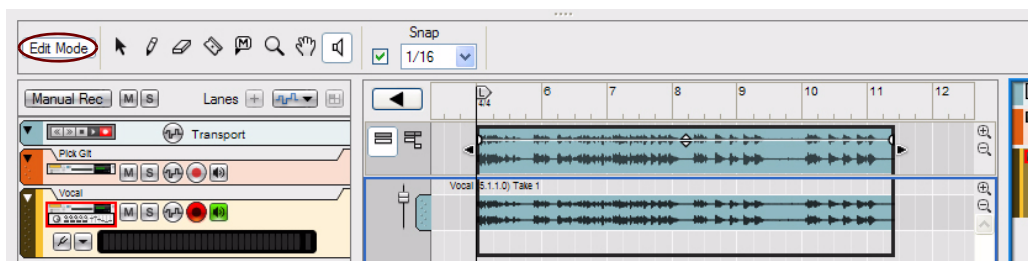 Snap
Edit Mode
M
1/16
Manual Rec M S Lanes
L 6 7 8 9 10 11 12
4/4
Transport
Pick Git
M S
Vocal
M S
Vocal (5.1.1.0) Take 1